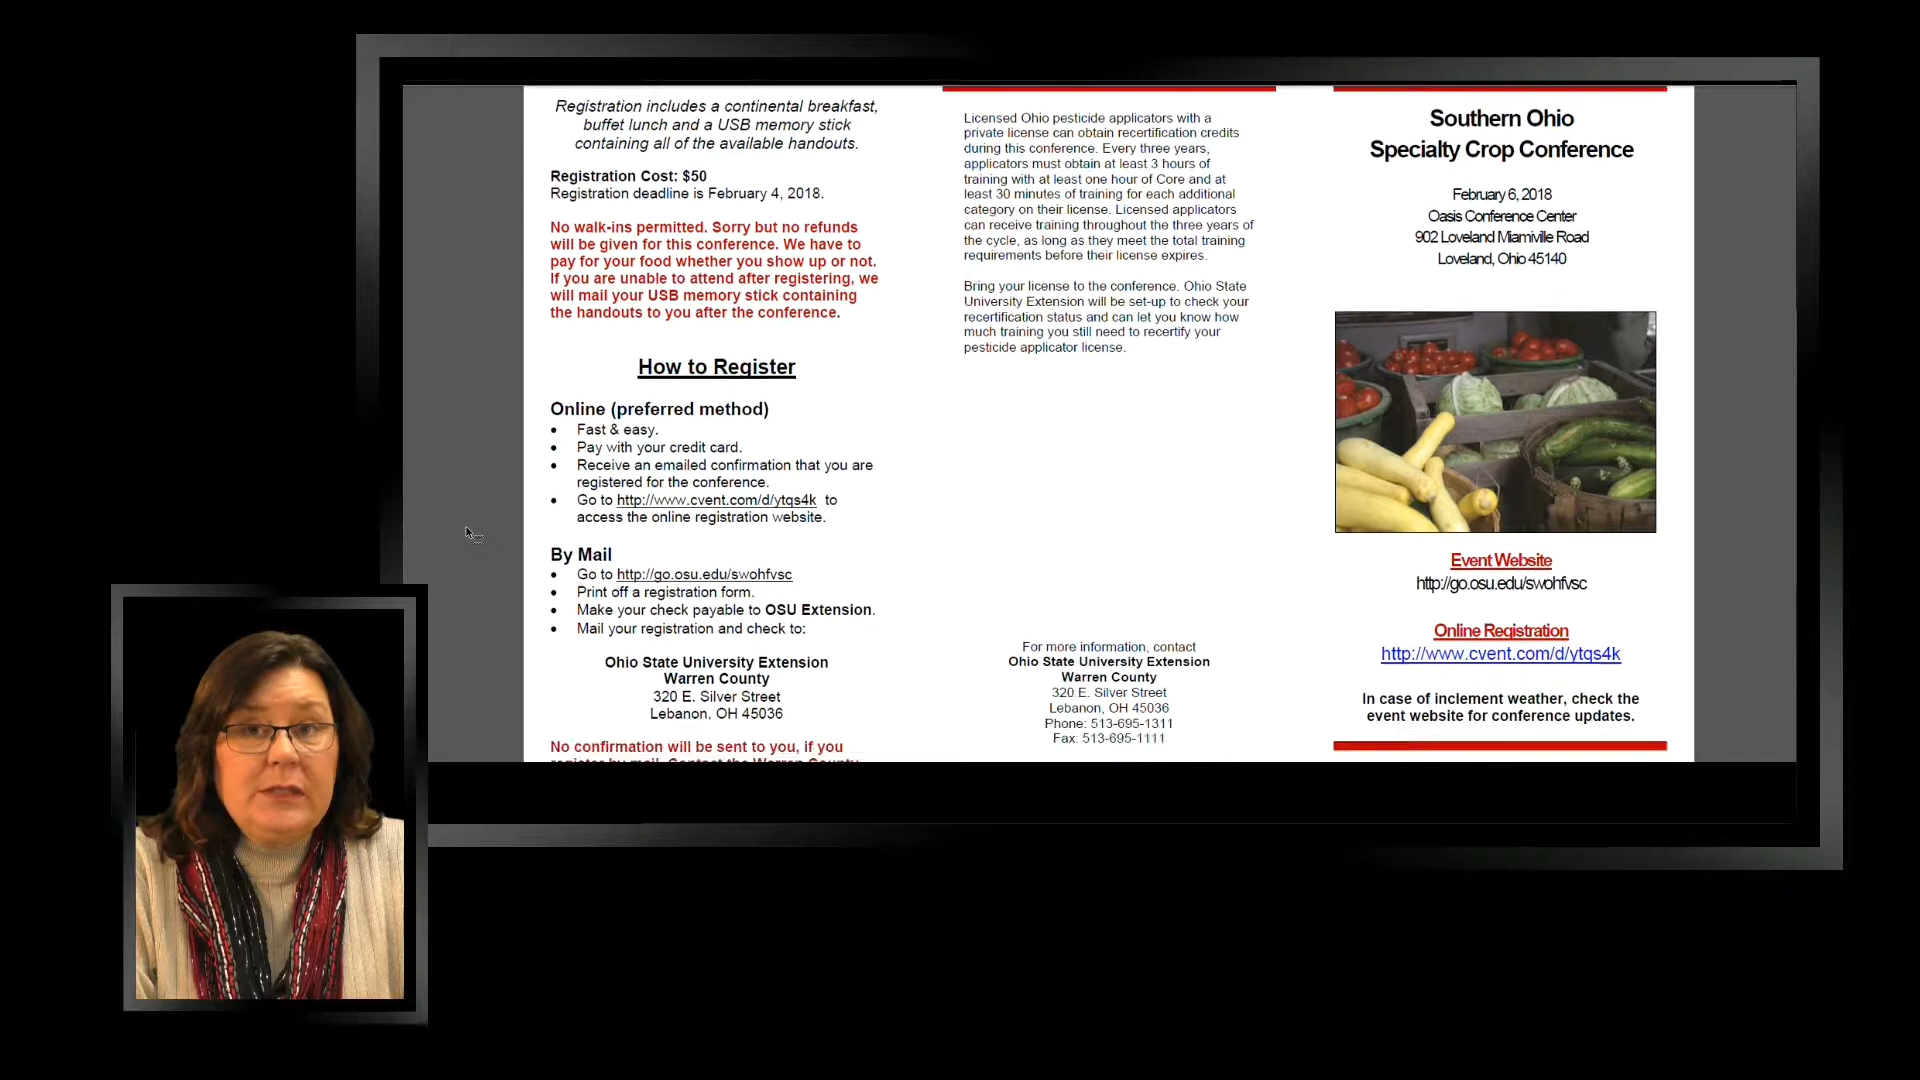 Registration includes a continental breakfast,
buffet lunch and a USB memory stick
containing all of the available handouts.
Registration Cost: $50
Registration deadline is February 4, 2018.
No walk-ins permitted. Sorry but no refunds
will be given for this conference. We have to
pay for your food whether you show up or not.
If you are unable to attend after registering, we
will mail your USB memory stick containing
the handouts to you after the conference.
How to Register
Online (preferred method)
• Fast & easy.
• Pay with your credit card.
• Receive an emailed confirmation that you are
registered for the conference.
• Go to http://www.cvent.com/d/ytqs4k to
access the online registration website.
By Mail
• Go to http://go.osu.edu/swohfvsc
• Print off a registration form.
• Make your check payable to OSU Extension.
• Mail your registration and check to:
Ohio State University Extension
Warren County
320 E. Silver Street
Lebanon, OH 45036
No confirmation will be sent to you, if you
register by mail. Contact the Warren County
Licensed Ohio pesticide applicators with a
private license can obtain recertification credits
during this conference. Every three years,
applicators must obtain at least 3 hours of
training with at least one hour of Core and at
least 30 minutes of training for each additional
category on their license. Licensed applicators
can receive training throughout the three years of
the cycle, as long as they meet the total training
requirements before their license expires.
Bring your license to the conference. Ohio State
University Extension will be set-up to check your
recertification status and can let you know how
much training you still need to recertify your
pesticide applicator license.
For more information, contact
Ohio State University Extension
Warren County
320 E. Silver Street
Lebanon, OH 45036
Phone: 513-695-1311
Fax: 513-695-1111
Southern Ohio
Specialty Crop Conference
February 6, 2018
Oasis Conference Center
902 Loveland Miamiville Road
Loveland, Ohio 45140
Event Website
http://go.osu.edu/swohfvsc
Online Registration
http://www.cvent.com/d/ytqs4k
In case of inclement weather, check the
event website for conference updates.